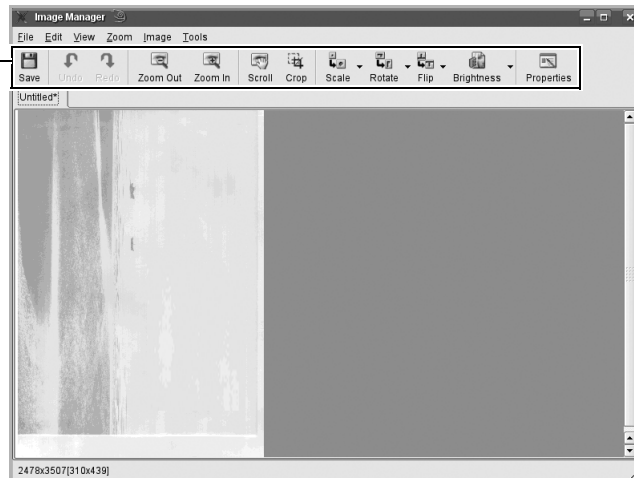 Image Manager
File Edit View Zoom Image Tools
Save Undo Redo Zoom Out Zoom In Scroll Crop Scale Rotate Flip Brightness Properties
Untitled*
2478x3507[310x439]